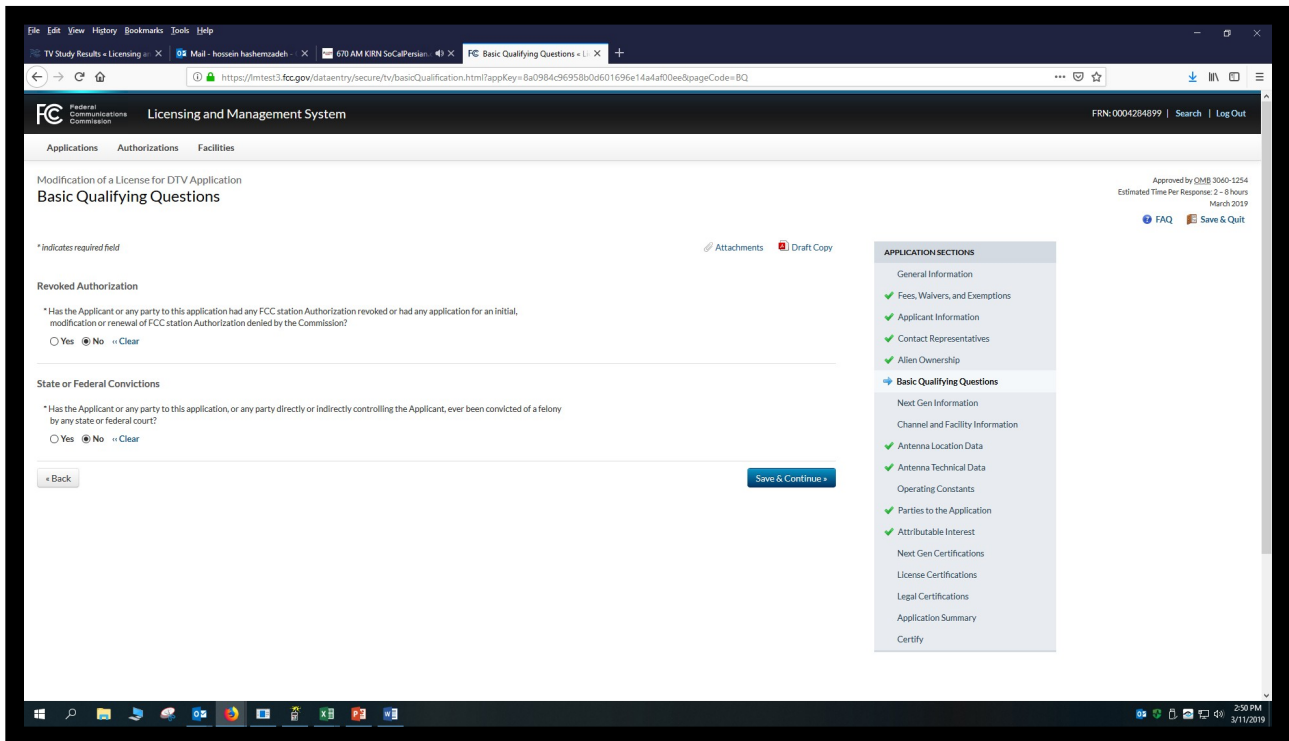 File Edit View History Bookmarks Tools Help
TV Study Results « Licensing an
Mail - hossein hashemzadeh -
670 AM KIRN SoCalPersian.
Basic Qualifying Questions « Li
https://lmtest3.fcc.gov/dataentry/secure/tv/basicQualification.html?appKey=8a0984c96958b0d601696e14a4af00ee&pageCode=BQ
FC Federal Communications Commission
Licensing and Management System
FRN: 0004284899 | Search | Log Out
Applications Authorizations Facilities
Modification of a License for DTV Application
Basic Qualifying Questions
Approved by OMB 3060-1254
Estimated Time Per Response: 2 – 8 hours
March 2019
FAQ Save & Quit
* indicates required field
Attachments Draft Copy
Revoked Authorization
* Has the Applicant or any party to this application had any FCC station Authorization revoked or had any application for an initial,
modification or renewal of FCC station Authorization denied by the Commission?
Yes No ‹‹ Clear
State or Federal Convictions
* Has the Applicant or any party to this application, or any party directly or indirectly controlling the Applicant, ever been convicted of a felony
by any state or federal court?
Yes No ‹‹ Clear
« Back
Save & Continue »
APPLICATION SECTIONS
General Information
Fees, Waivers, and Exemptions
Applicant Information
Contact Representatives
Alien Ownership
Basic Qualifying Questions
Next Gen Information
Channel and Facility Information
Antenna Location Data
Antenna Technical Data
Operating Constants
Parties to the Application
Attributable Interest
Next Gen Certifications
License Certifications
Legal Certifications
Application Summary
Certify
2:50 PM
3/11/2019